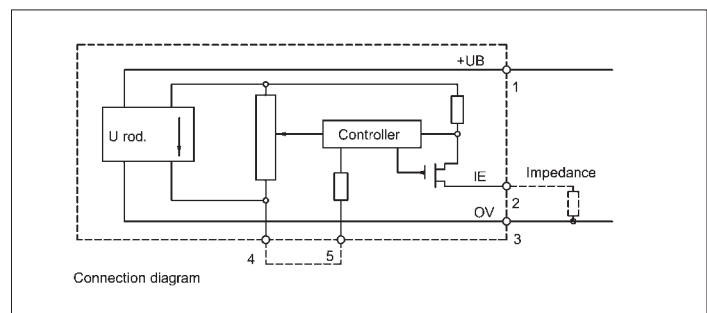 +UB
1
U rod.
Controller
IE
Impedance
2
OV
3
4
5
Connection diagram